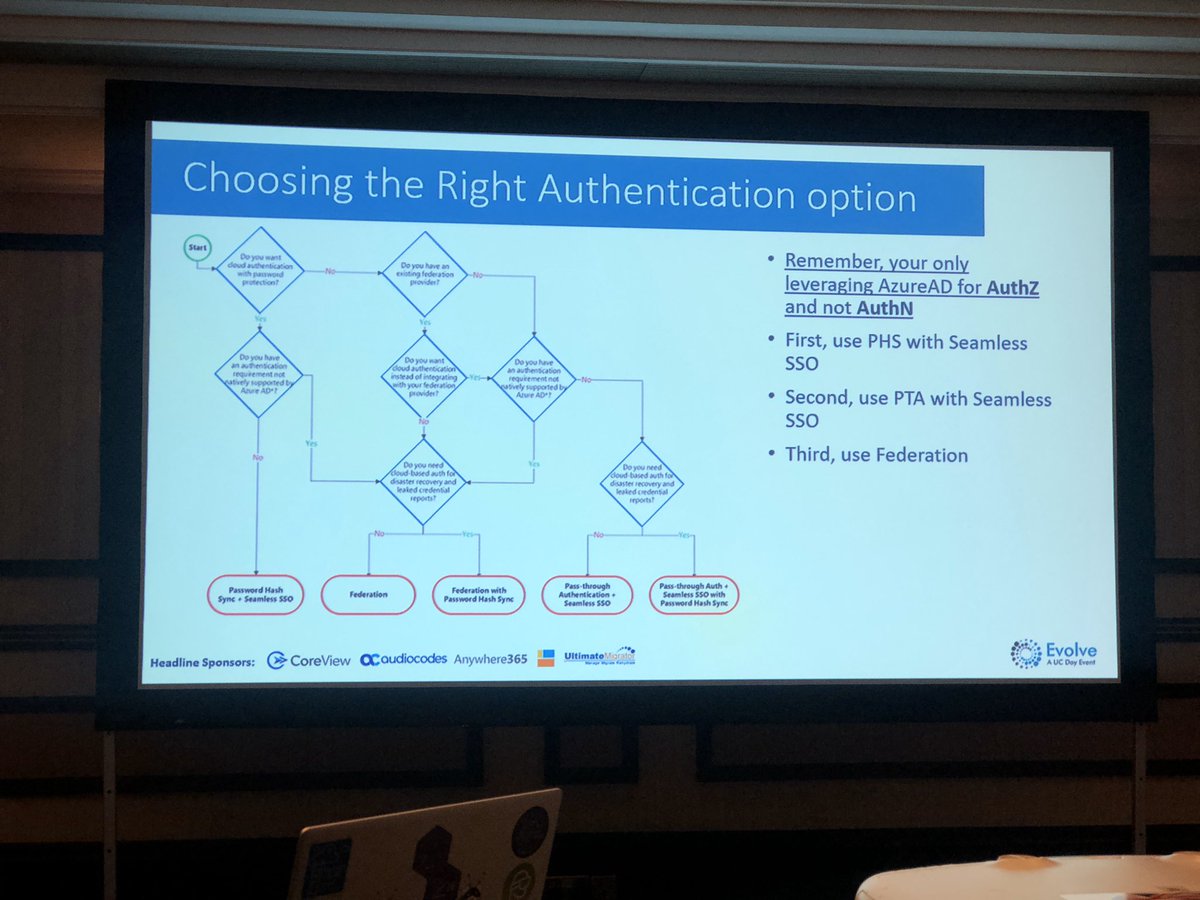 Choosing the Right Authentication option
Start
Do you want
cloud authentication
with password
protection?
No
Do you have an
existing federation
provider?
No
Yes
Yes
Do you have
an authentication
requirement not
natively supported by
Azure AD*?
Do you want
cloud authentication
instead of integrating
with your federation
provider?
Yes
Do you have
an authentication
requirement not
natively supported by
Azure AD*?
No
No
Yes
No
Yes
Do you need
cloud-based auth for
disaster recovery and
leaked credential
reports?
Do you need
cloud-based auth for
disaster recovery and
leaked credential
reports?
No
Yes
No
Yes
Password Hash
Sync + Seamless SSO
Federation
Federation with
Password Hash Sync
Pass-through
Authentication +
Seamless SSO
Pass-through Auth +
Seamless SSO with
Password Hash Sync
• Remember, your only
leveraging AzureAD for AuthZ
and not AuthN
• First, use PHS with Seamless
SSO
• Second, use PTA with Seamless
SSO
• Third, use Federation
Headline Sponsors:
CoreView
audiocodes
Anywhere365
UltimateMigrator
Evolve
A UC Day Event